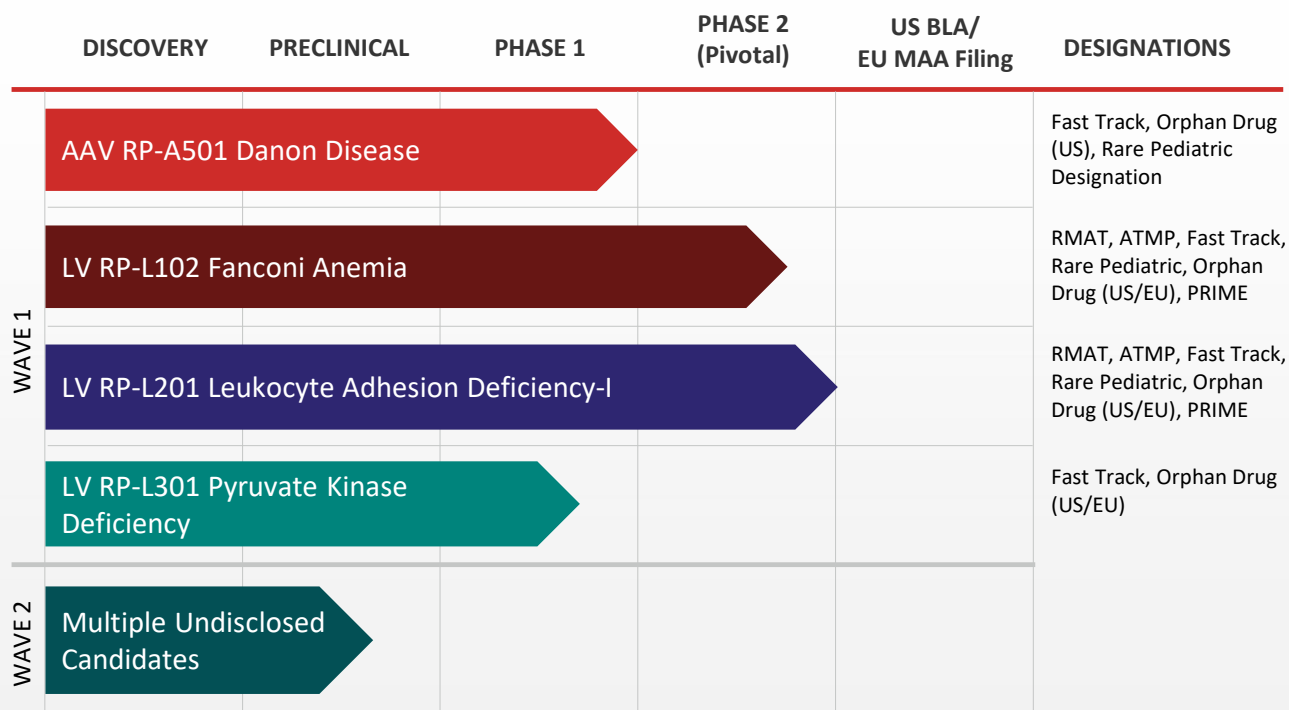 DISCOVERY
PRECLINICAL
PHASE 1
PHASE 2
(Pivotal)
US BLA/
EU MAA Filing
DESIGNATIONS
WAVE 1
AAV RP-A501 Danon Disease
Fast Track, Orphan Drug
(US), Rare Pediatric
Designation
LV RP-L102 Fanconi Anemia
RMAT, ATMP, Fast Track,
Rare Pediatric, Orphan
Drug (US/EU), PRIME
LV RP-L201 Leukocyte Adhesion Deficiency-I
RMAT, ATMP, Fast Track,
Rare Pediatric, Orphan
Drug (US/EU), PRIME
LV RP-L301 Pyruvate Kinase
Deficiency
Fast Track, Orphan Drug
(US/EU)
WAVE 2
Multiple Undisclosed
Candidates